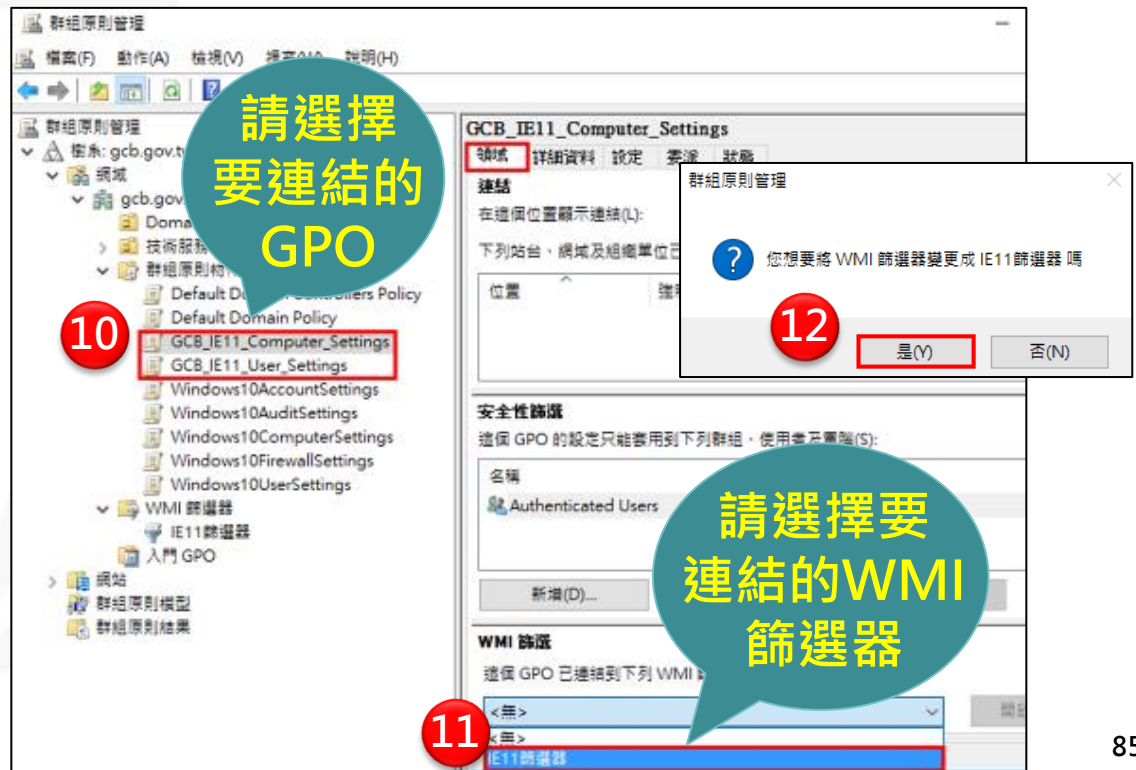 群組原則管理
檔案(F) 動作(A) 檢視(V) 說明(H)
請選擇
要連結的
GPO
群組原則管理
樹系: gcb.gov.t
網域
gcb.gov.
Doma
技術服務
群組原則物件
Default Do Controllers Policy
Default Domain Policy
10
GCB_IE11_Computer_Settings
GCB_IE11_User_Settings
Windows10AccountSettings
Windows10AuditSettings
Windows10ComputerSettings
Windows10FirewallSettings
Windows10UserSettings
WMI 篩選器
IE11篩選器
入門 GPO
網站
群組原則模型
群組原則結果
GCB_IE11_Computer_Settings
領域 詳細資料 設定 委派 狀態
連結
在這個位置顯示連結(L):
下列站台、網域及組織單位已
位置
群組原則管理
您想要將 WMI 篩選器變更成 IE11篩選器 嗎
12
是(Y) 否(N)
安全性篩選
這個 GPO 的設定只能套用到下列群組、使用者及電腦(S):
名稱
Authenticated Users
請選擇要
連結的WMI
篩選器
新增(D)...
WMI 篩選
這個 GPO 已連結到下列 WMI
<無>
11
<無>
IE11篩選器
85